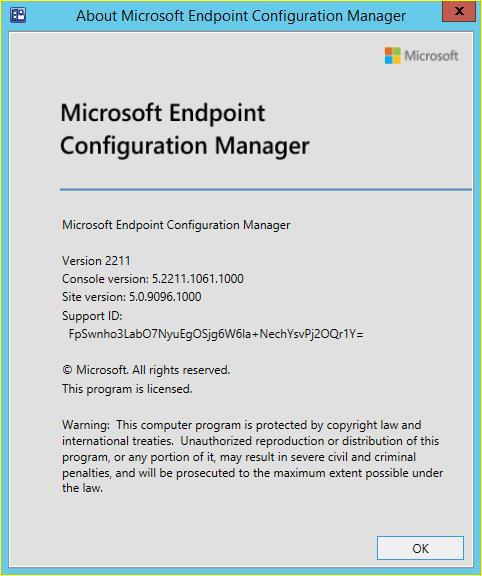 About Microsoft Endpoint Configuration Manager
x
Microsoft
Microsoft Endpoint
Configuration Manager
Microsoft Endpoint Configuration Manager
Version 2211
Console version: 5.2211.1061.1000
Site version: 5.0.9096.1000
Support ID:
FpSwnho3LabO7NyuEgOSjg6W6Ia+NechYsvPj2OQr1Y=
© Microsoft. All rights reserved.
This program is licensed.
Warning:  This computer program is protected by copyright law and
international treaties.  Unauthorized reproduction or distribution of this
program, or any portion of it, may result in severe civil and criminal
penalties, and will be prosecuted to the maximum extent possible under
the law.
OK